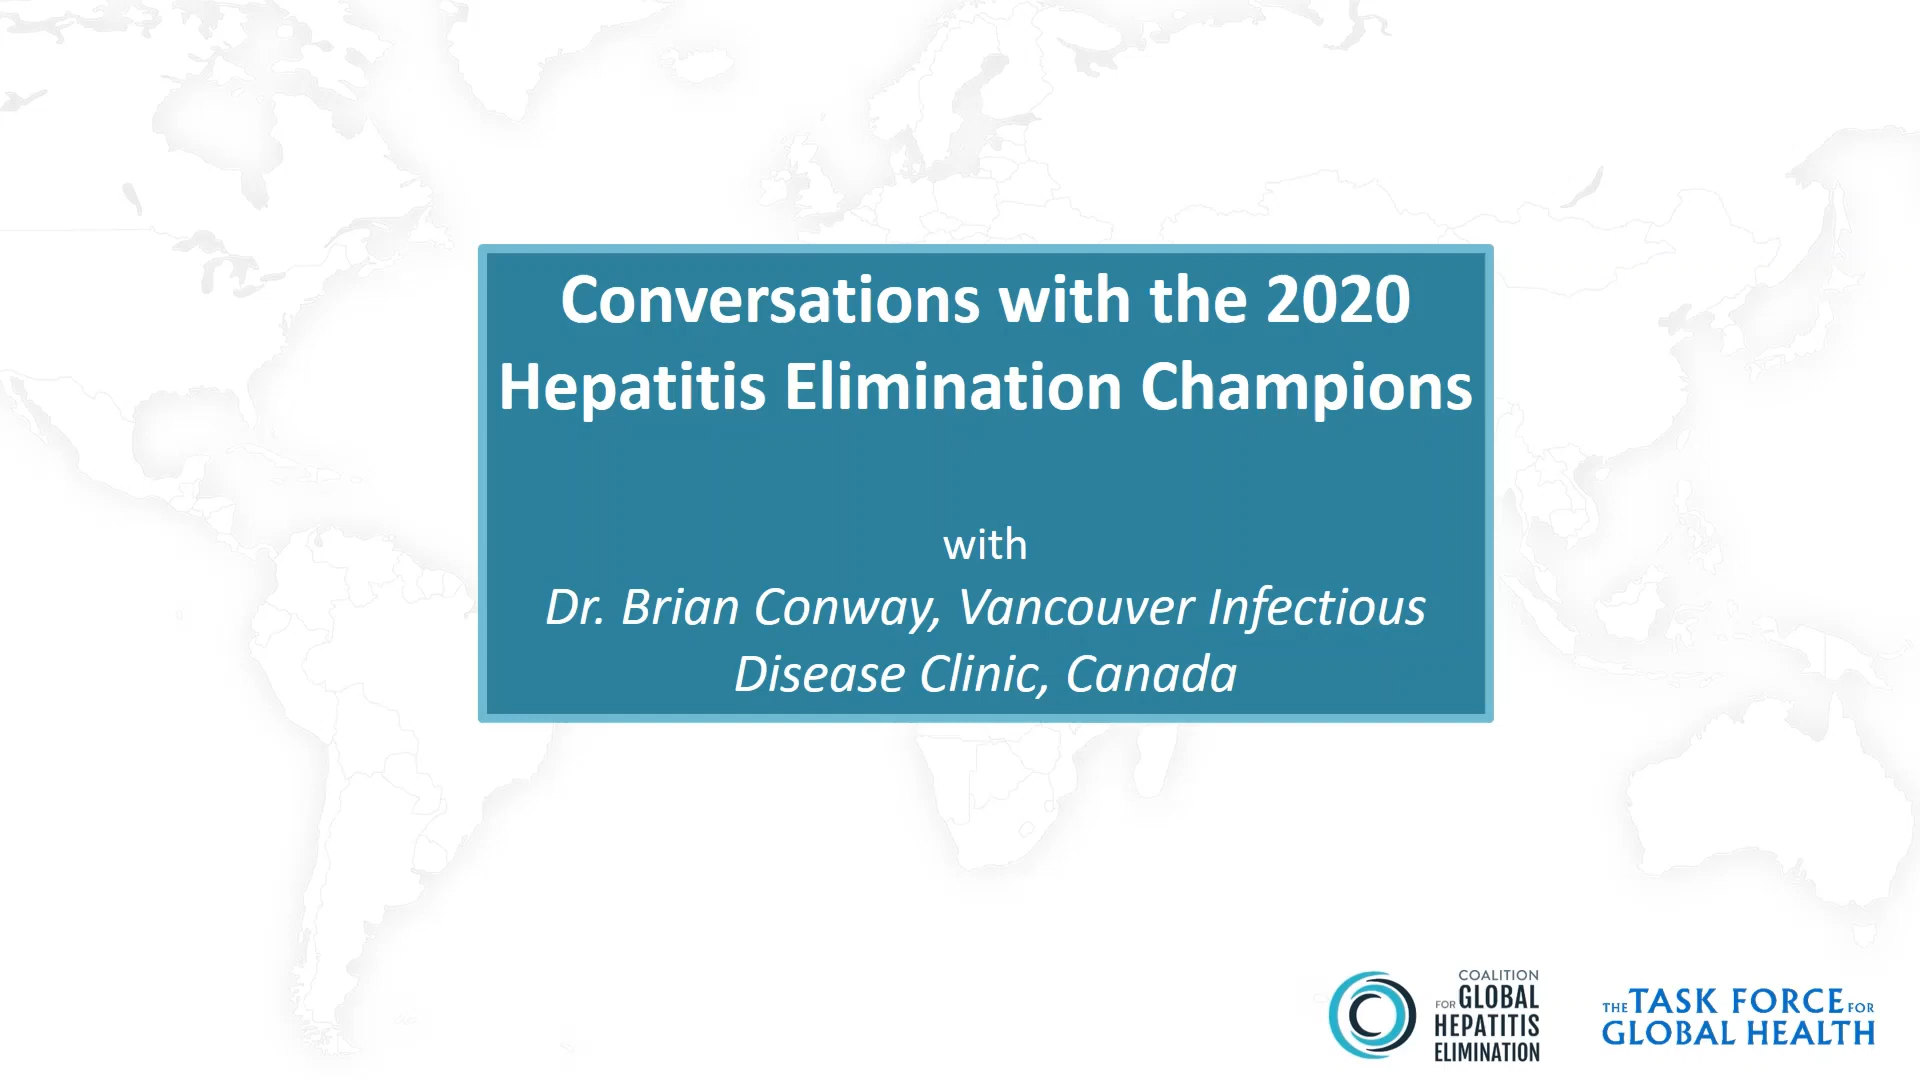 Conversations with the 2020
Hepatitis Elimination Champions
with
Dr. Brian Conway, Vancouver Infectious
Disease Clinic, Canada
COALITION
FOR GLOBAL
HEPATITIS
ELIMINATION
THE TASK FORCE FOR
GLOBAL HEALTH